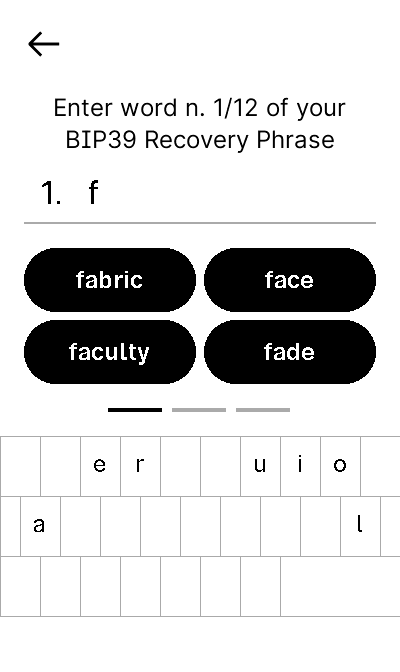 Enter word n. 1/12 of your
BIP39 Recovery Phrase
1. f
fabric face
faculty fade
e r u i o
a l